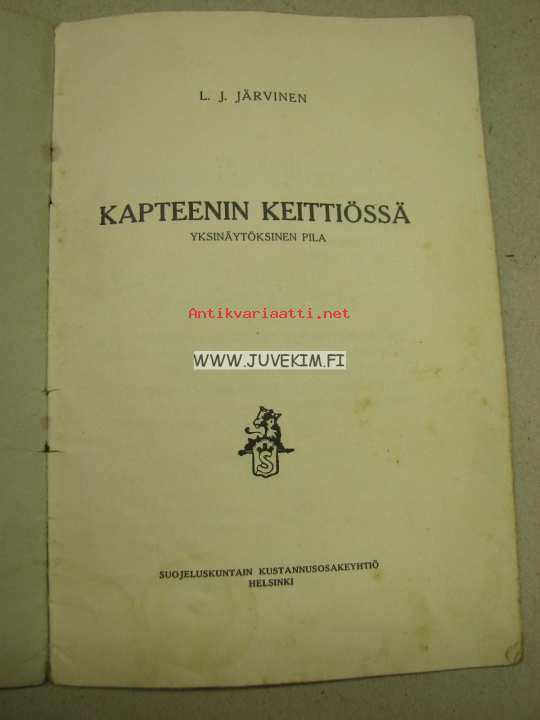 L. J. JÄRVINEN
KAPTEENIN KEITTIÖSSÄ
YKSINÄYTÖKSINEN PILA
Antikvariaatti.net
WWW.JUVEKIM.FI
S
SUOJELUSKUNTAIN KUSTANNUSOSAKEYHTIÖ
HELSINKI